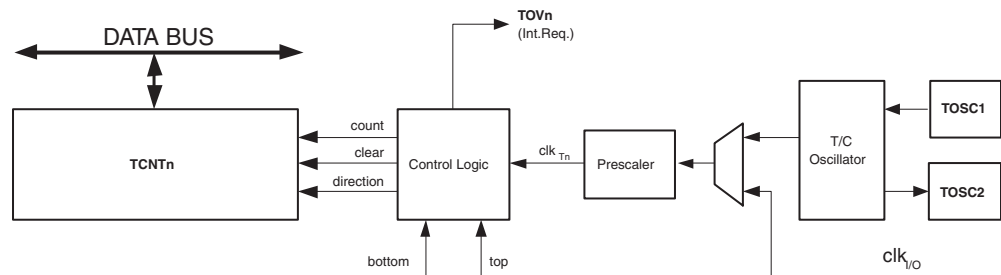 TOVn
(Int.Req.)
DATA BUS
TCNTn
count
clear
direction
Control Logic
clk Tn
Prescaler
T/C
Oscillator
TOSC1
TOSC2
bottom
top
clk I/O